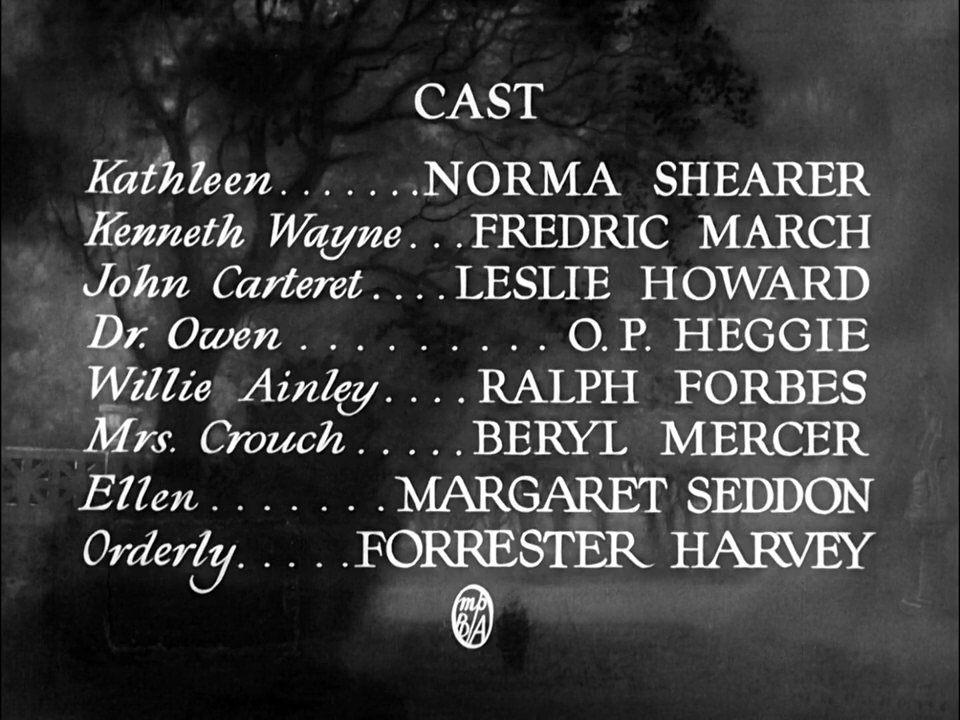 CAST
Kathleen.......NORMA SHEARER
Kenneth Wayne...FREDRIC MARCH
John Carteret....LESLIE HOWARD
Dr. Owen..........O.P. HEGGIE
Willie Ainley....RALPH FORBES
Mrs. Crouch.....BERYL MERCER
Ellen.......MARGARET SEDDON
Orderly.....FORRESTER HARVEY
mp
B/A